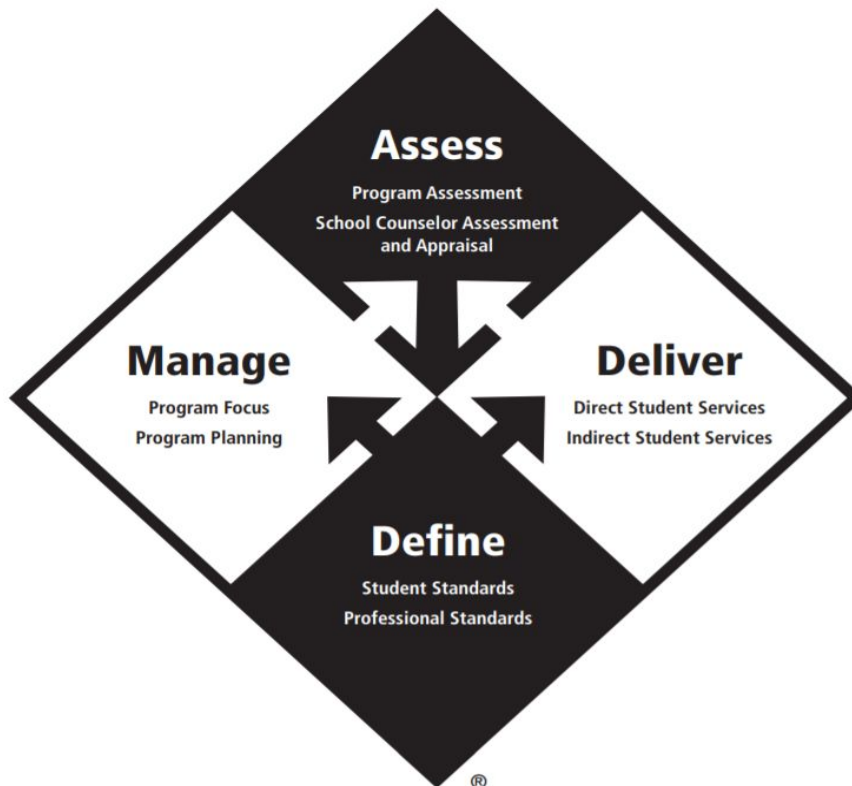 Assess
Program Assessment
School Counselor Assessment
and Appraisal
Manage
Program Focus
Program Planning
Deliver
Direct Student Services
Indirect Student Services
Define
Student Standards
Professional Standards
®